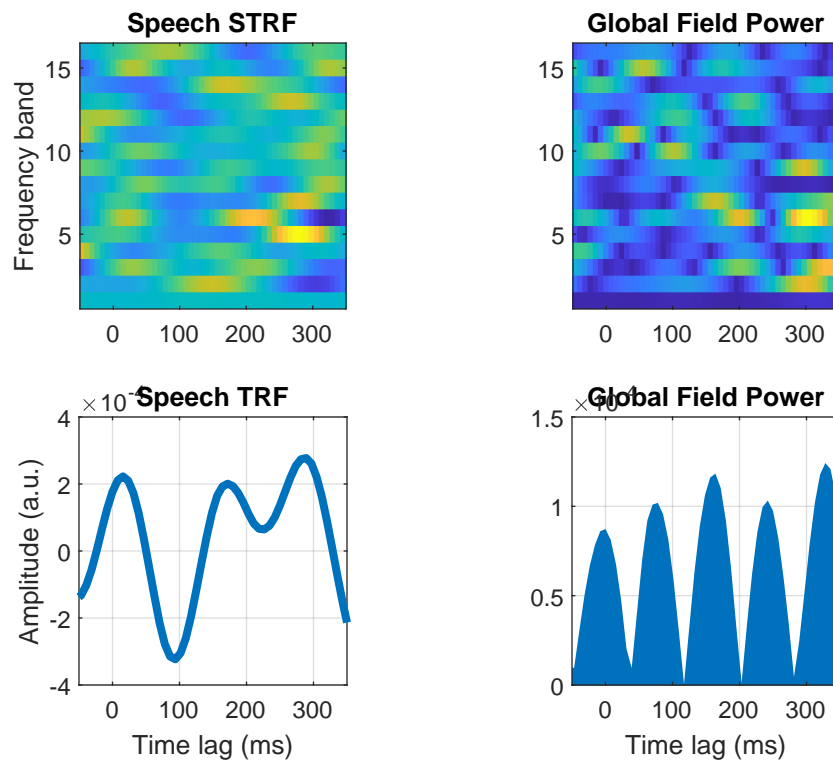 Speech STRF
Frequency band
15
10
5
0 100 200 300
Global Field Power
15
10
5
0 100 200 300
Speech TRF
× 10^-4
Amplitude (a.u.)
4
2
0
-2
-4
0 100 200 300
Time lag (ms)
Global Field Power
1.5
1
0.5
0
0 100 200 300
Time lag (ms)